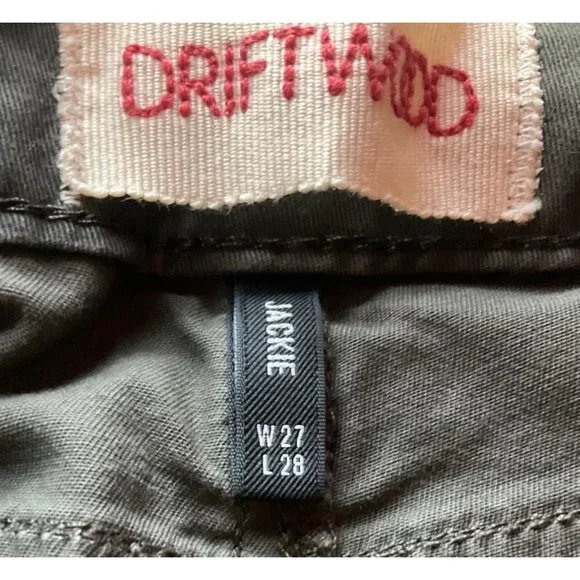 DRIFTWOOD
JACKIE
W 27
L 28